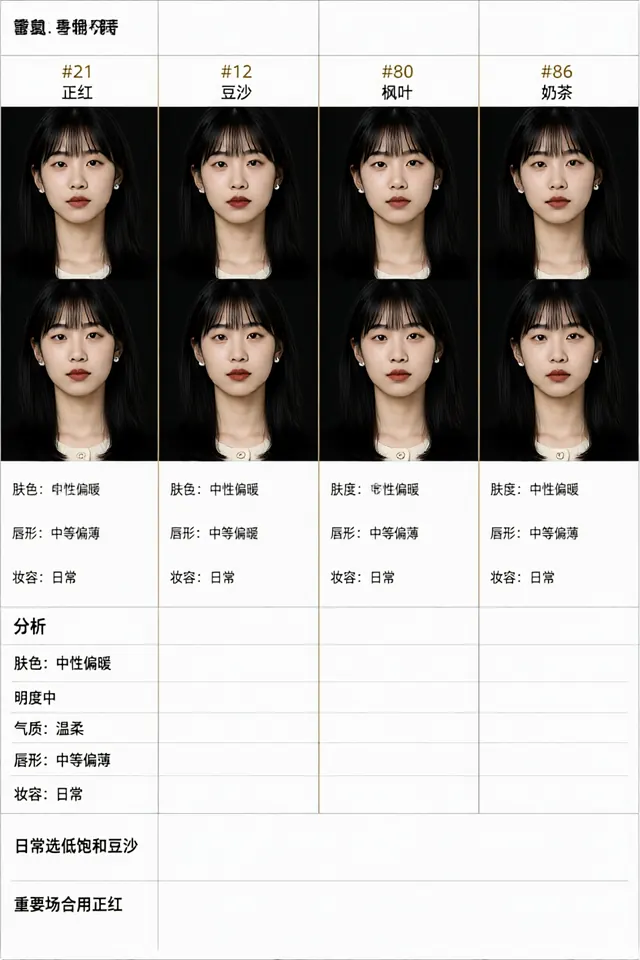 #21
正红
#12
豆沙
#80
枫叶
#86
奶茶
肤色：中性偏暖
肤色：中性偏暖
肤度：性偏暖
肤度：中性偏暖
唇形：中等偏薄
唇形：中等偏暖
唇形：中等偏薄
唇形：中等偏薄
妆容：日常
妆容：日常
妆容：日常
妆容：日常
分析
肤色：中性偏暖
明度中
气质：温柔
唇形：中等偏薄
妆容：日常
日常选低饱和豆沙
重要场合用正红